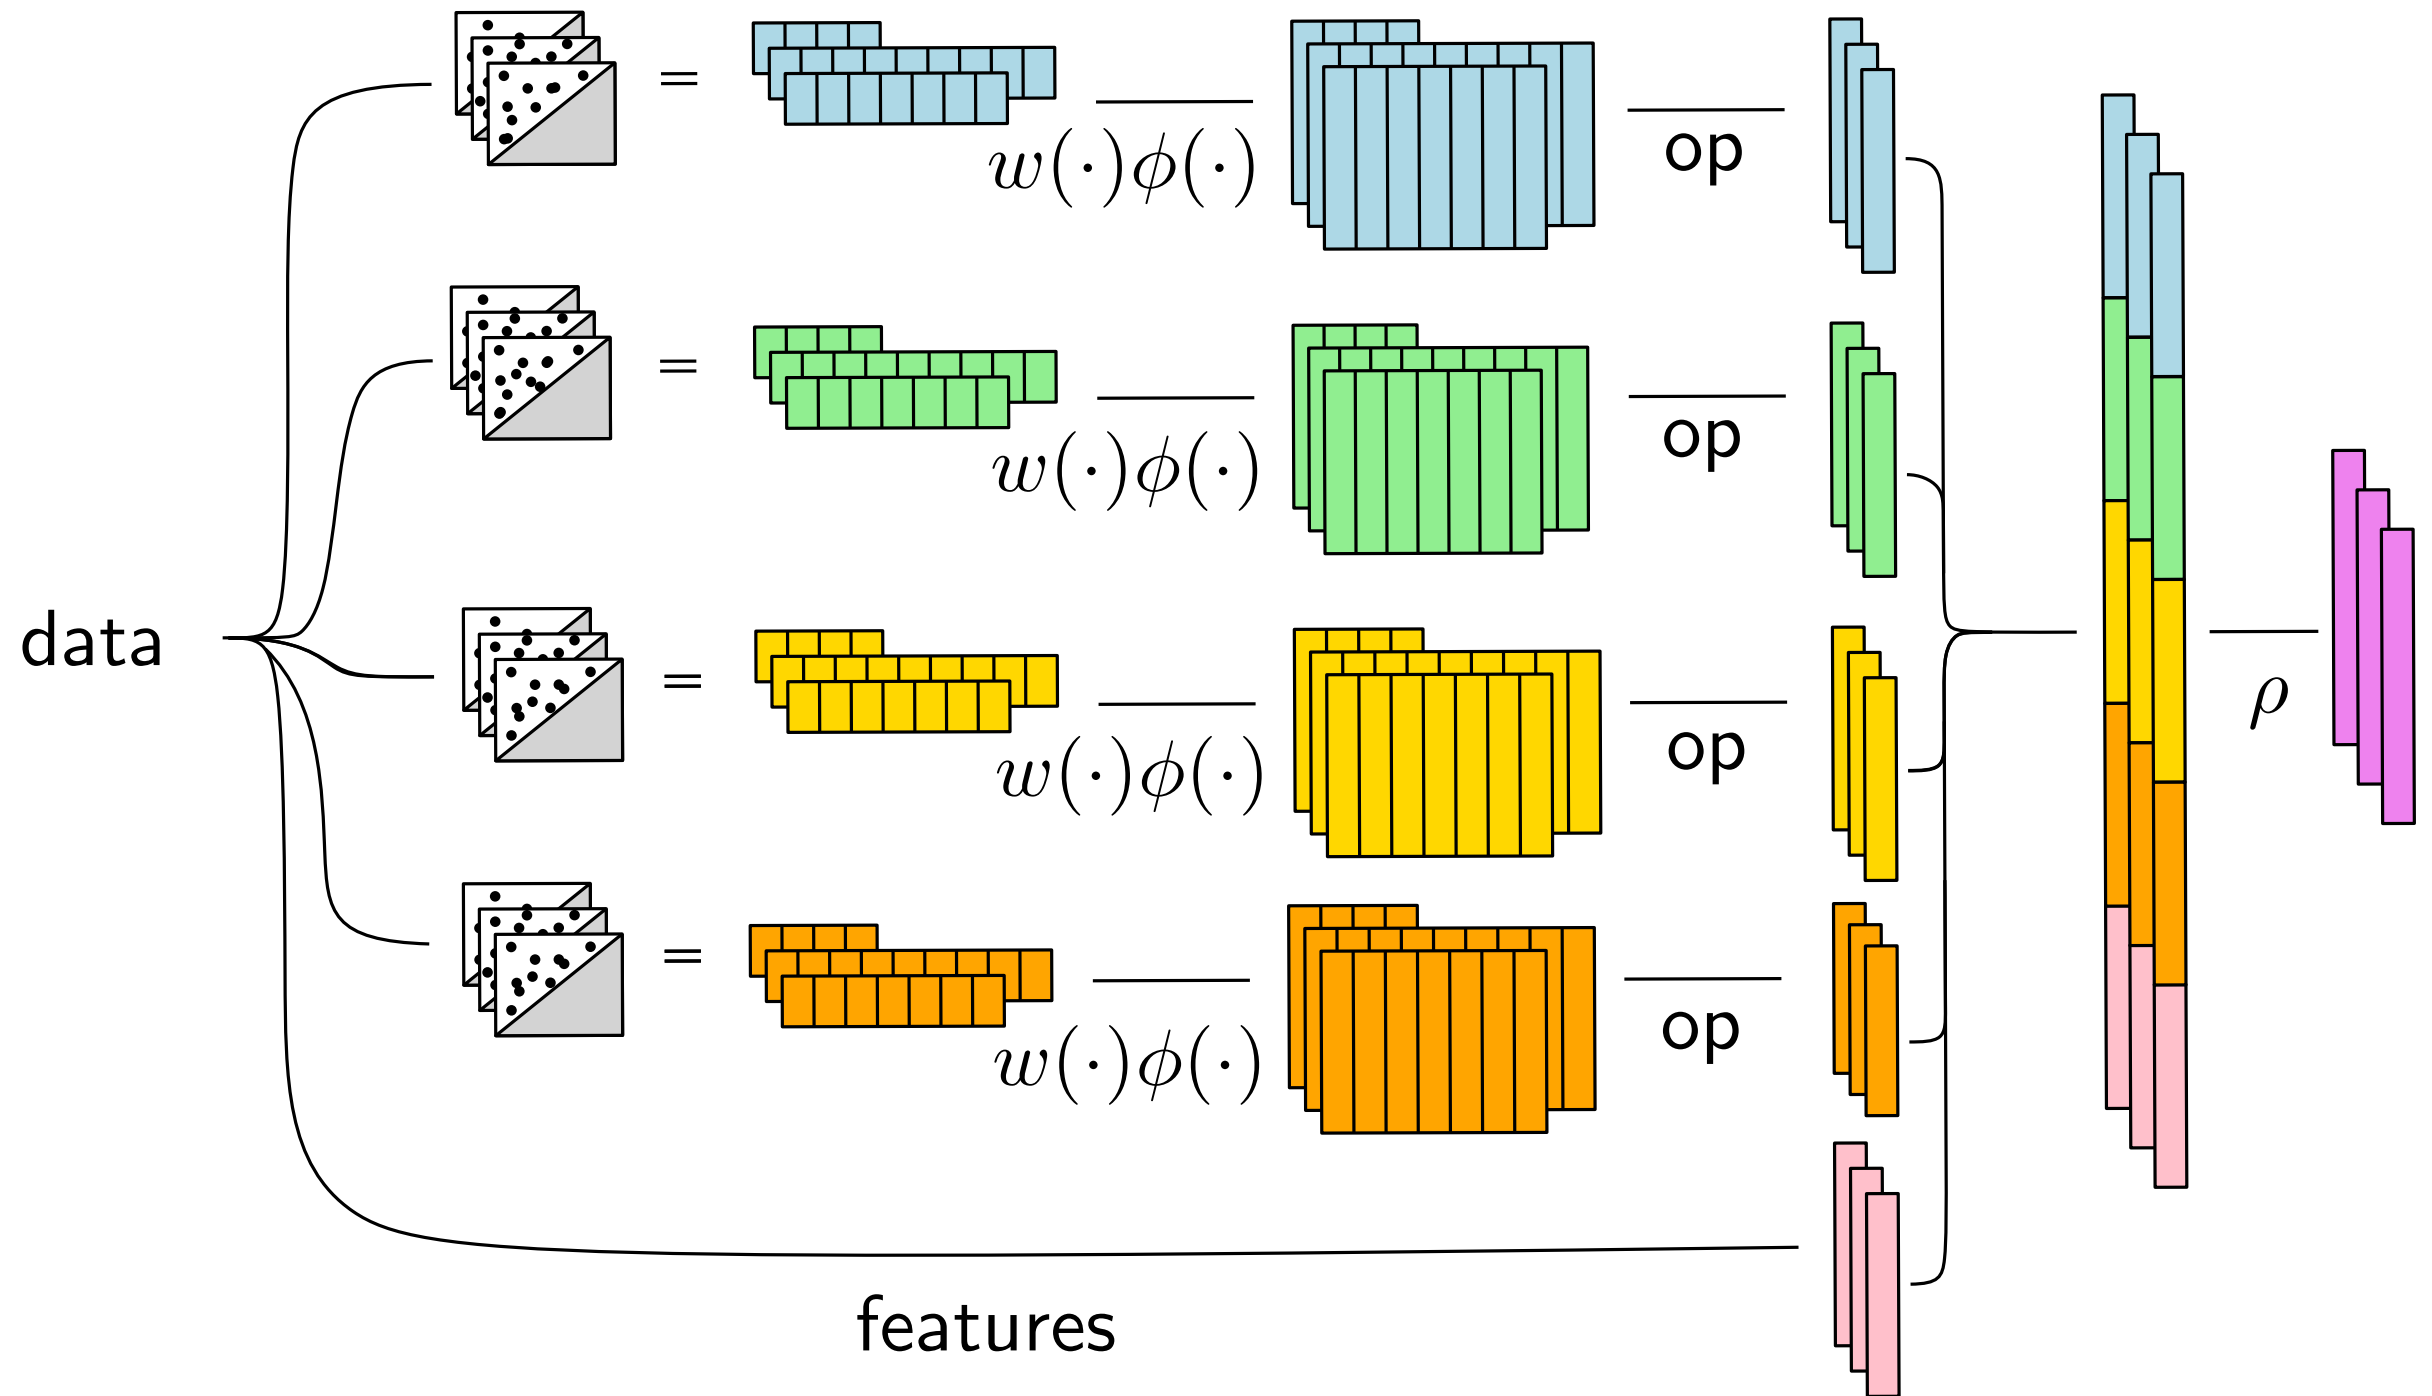 =
w(·)φ(·)
op
=
w(·)φ(·)
op
data
=
w(·)φ(·)
op
ρ
=
w(·)φ(·)
op
features